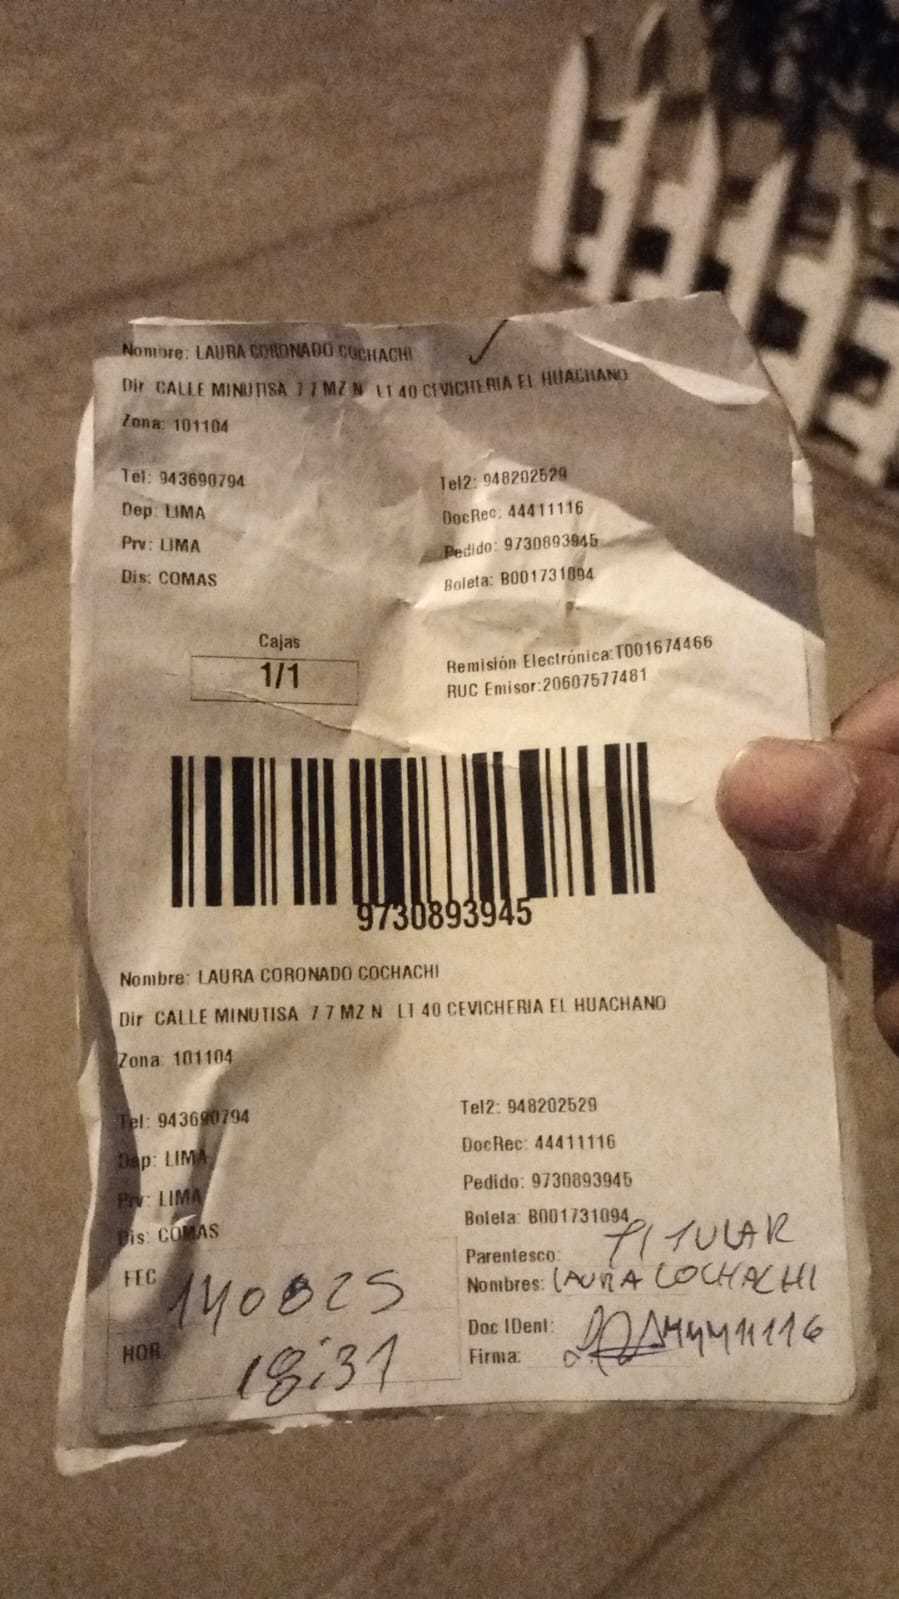 Nombre: LAURA CORONADO COCHACHI
Dir CALLE MINUTISA 7 7 MZ N LT 40 CEVICHERIA EL HUACHANO
Zona: 101104
Tel: 943690794 Tel2: 948202529
Dep: LIMA DocRec: 44411116
Prv: LIMA Pedido: 9730893945
Dis: COMAS Boleta: B001731094
Cajas
1/1
Remisión Electrónica:T001674466
RUC Emisor:20607577481
9730893945
Nombre: LAURA CORONADO COCHACHI
Dir CALLE MINUTISA 7 7 MZ N LT 40 CEVICHERIA EL HUACHANO
Zona: 101104
Tel: 943690794 Tel2: 948202529
Dep: LIMA DocRec: 44411116
Prv: LIMA Pedido: 9730893945
Dis: COMAS Boleta: B001731094
Parentesco: TITULAR
FEC 140825 Nombres: LAURA COCHACHI
Doc IDent: 44411116
HOR 18:31 Firma: